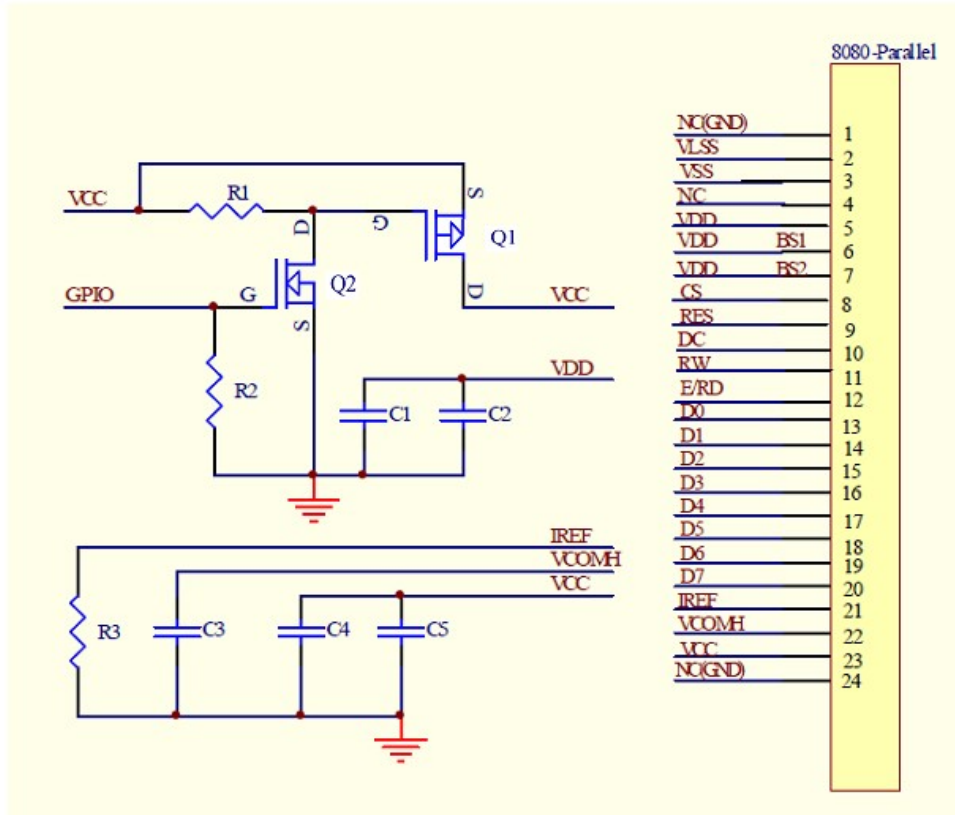 8080-Parallel
NC(GND)
1
VLSS
2
VSS
3
NC
4
VDD
5
VDD BS1
6
VDD BS2
7
CS
8
RES
9
DC
10
RW
11
E/RD
12
D0
13
D1
14
D2
15
D3
16
D4
17
D5
18
D6
19
D7
20
IREF
21
VCOMH
22
VCC
23
NC(GND)
24
VCC
R1
D
G
S
Q1
D
VCC
GPIO
G
Q2
S
R2
VDD
C1
C2
IREF
VCOMH
VCC
R3
C3
C4
C5